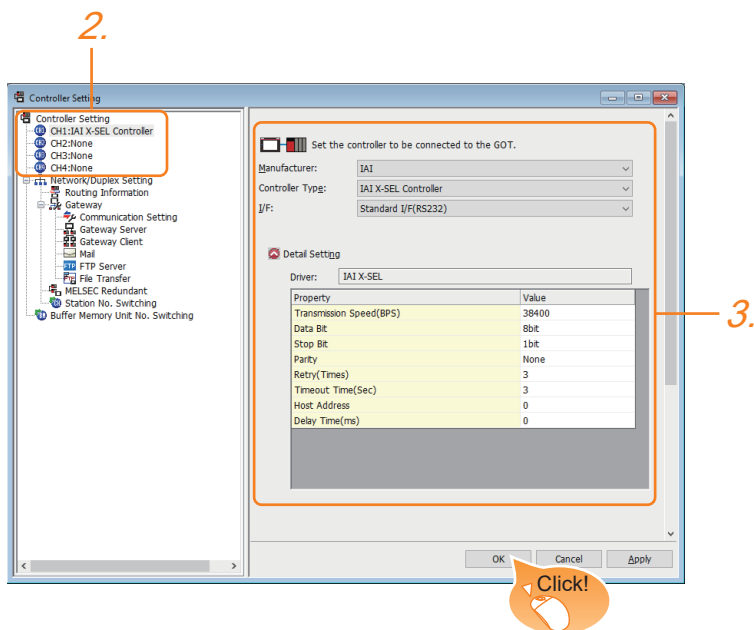 2.
Controller Setting
Controller Setting
CH1:IAI X-SEL Controller
CH2:None
CH3:None
CH4:None
Network/Duplex Setting
Routing Information
Gateway
Communication Setting
Gateway Server
Gateway Client
Mail
FTP Server
File Transfer
MELSEC Redundant
Station No. Switching
Buffer Memory Unit No. Switching
Set the controller to be connected to the GOT.
Manufacturer: IAI
Controller Type: IAI X-SEL Controller
I/F: Standard I/F(RS232)
Detail Setting
Driver: IAI X-SEL
Property Value
Transmission Speed(BPS) 38400
Data Bit 8bit
Stop Bit 1bit
Parity None
Retry(Times) 3
Timeout Time(Sec) 3
Host Address 0
Delay Time(ms) 0
3.
OK Cancel Apply
Click!